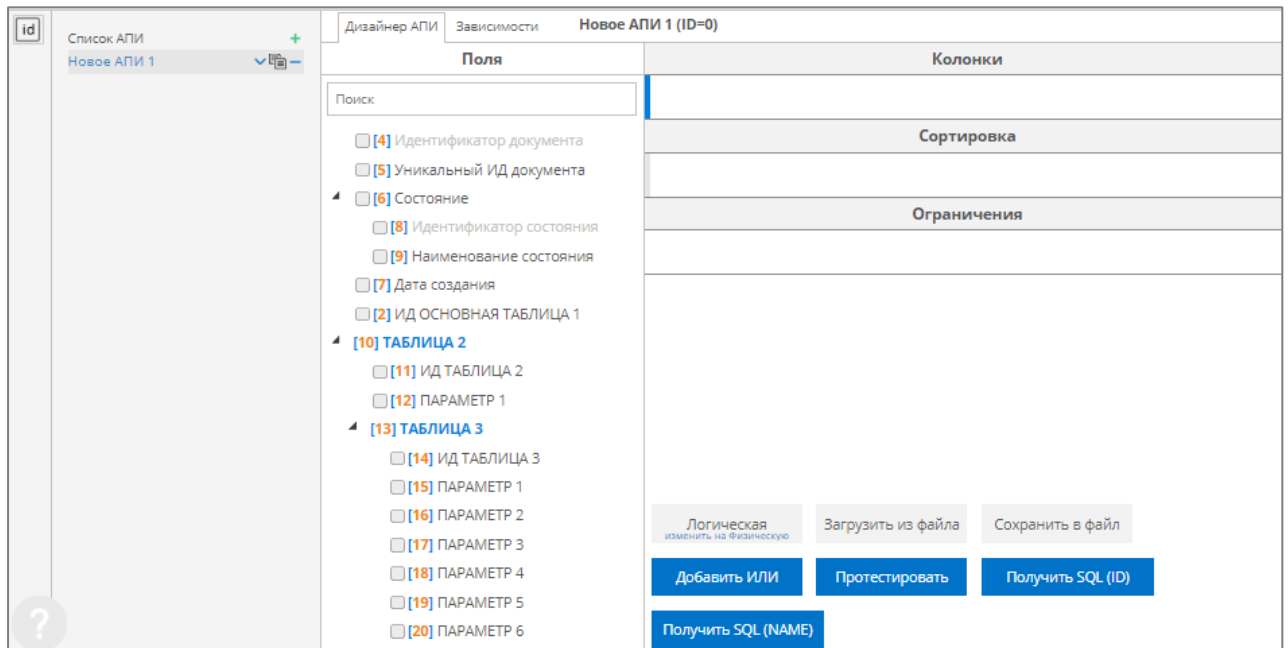 id
Список АПИ +
Новое АПИ 1
Дизайнер АПИ Зависимости Новое АПИ 1 (ID=0)
Поля
Поиск
[4] Идентификатор документа
[5] Уникальный ИД документа
[6] Состояние
[8] Идентификатор состояния
[9] Наименование состояния
[7] Дата создания
[2] ИД ОСНОВНАЯ ТАБЛИЦА 1
[10] ТАБЛИЦА 2
[11] ИД ТАБЛИЦА 2
[12] ПАРАМЕТР 1
[13] ТАБЛИЦА 3
[14] ИД ТАБЛИЦА 3
[15] ПАРАМЕТР 1
[16] ПАРАМЕТР 2
[17] ПАРАМЕТР 3
[18] ПАРАМЕТР 4
[19] ПАРАМЕТР 5
[20] ПАРАМЕТР 6
Колонки
Сортировка
Ограничения
Логическая
изменить на Физическую
Загрузить из файла
Сохранить в файл
Добавить ИЛИ
Протестировать
Получить SQL (ID)
Получить SQL (NAME)
?